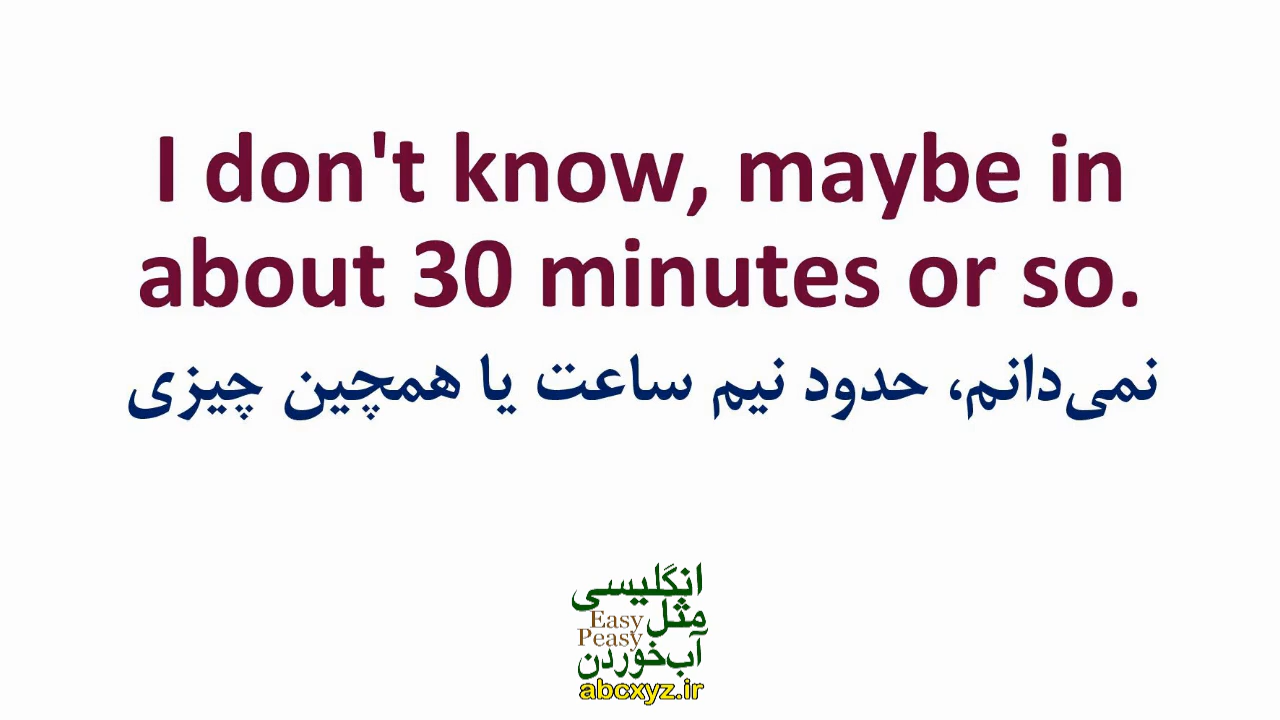 I don't know, maybe in
about 30 minutes or so.
نمی‌دانم، حدود نیم ساعت یا همچین چیزی
انگلیسی
مثل
Easy
Peasy
آب‌خوردن
abcxyz.ir